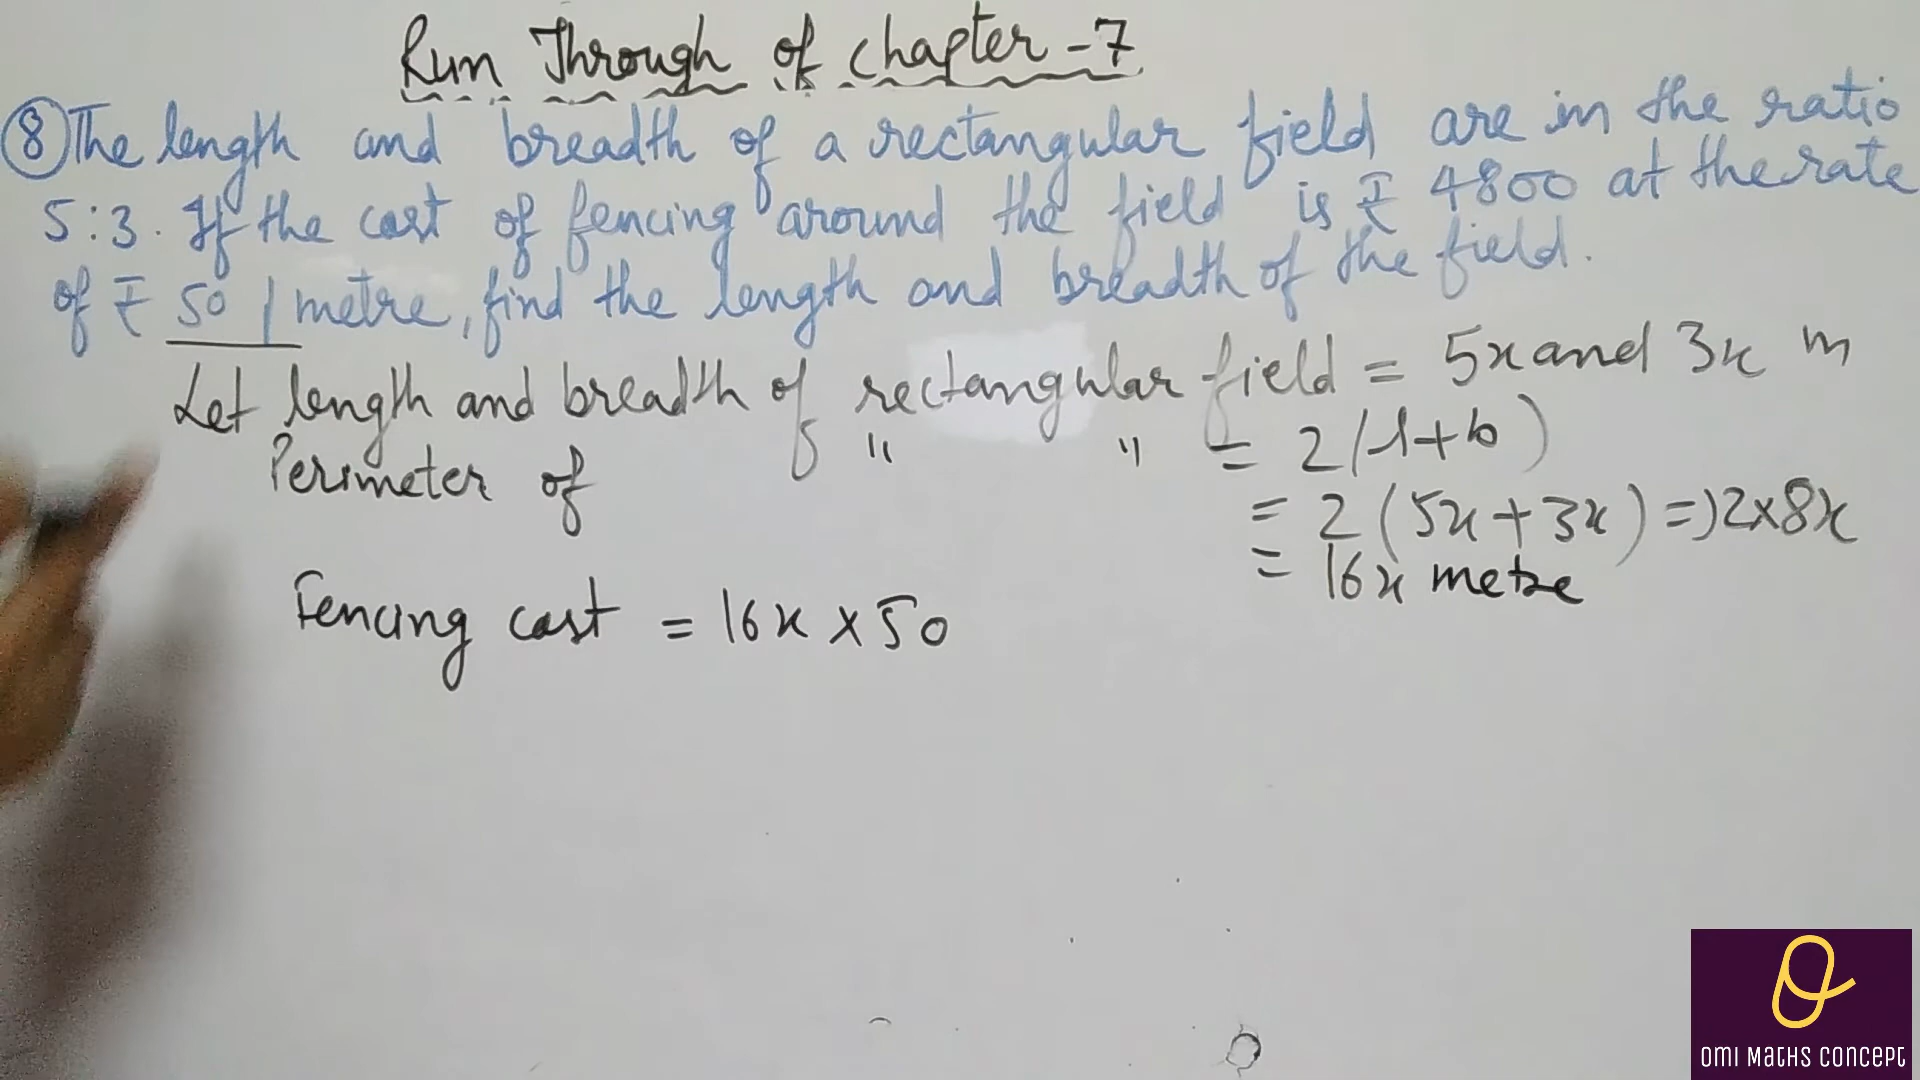 Run Through of chapter-7
⑧ The length and breadth of a rectangular field are in the ratio
5:3. If the cost of fencing around the field is ₹ 4800 at the rate
of ₹ 50 / metre, find the length and breadth of the field.
Let length and breadth of rectangular field = 5x and 3x m
Perimeter of " " = 2(l+b)
= 2(5x+3x) => 2×8x
= 16x metre
Fencing cost = 16x × 50
OMI MATHS CONCEPT